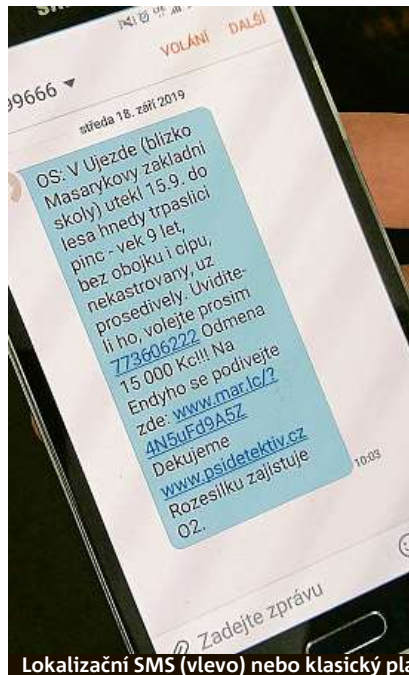 VOLÁNÍ DALŠÍ
99666
středa 18. září 2019
OS: V Ujezde (blizko
Masarykovy zakladni
skoly) utekl 15.9. do
lesa hnedy trpaslici
pinc - vek 9 let,
bez obojku i cipu,
nekastrovany, uz
prosedively. Uvidite-
li ho, volejte prosim
773606222 Odmena
15 000 Kc!!! Na
Endyho se podivejte
zde: www.mar.lc/?
4N5uFd9A5Z
Dekujeme
www.psidetektiv.cz
Rozesilku zajistuje
O2.
10:03
Zadejte zprávu
Lokalizační SMS (vlevo) nebo klasický